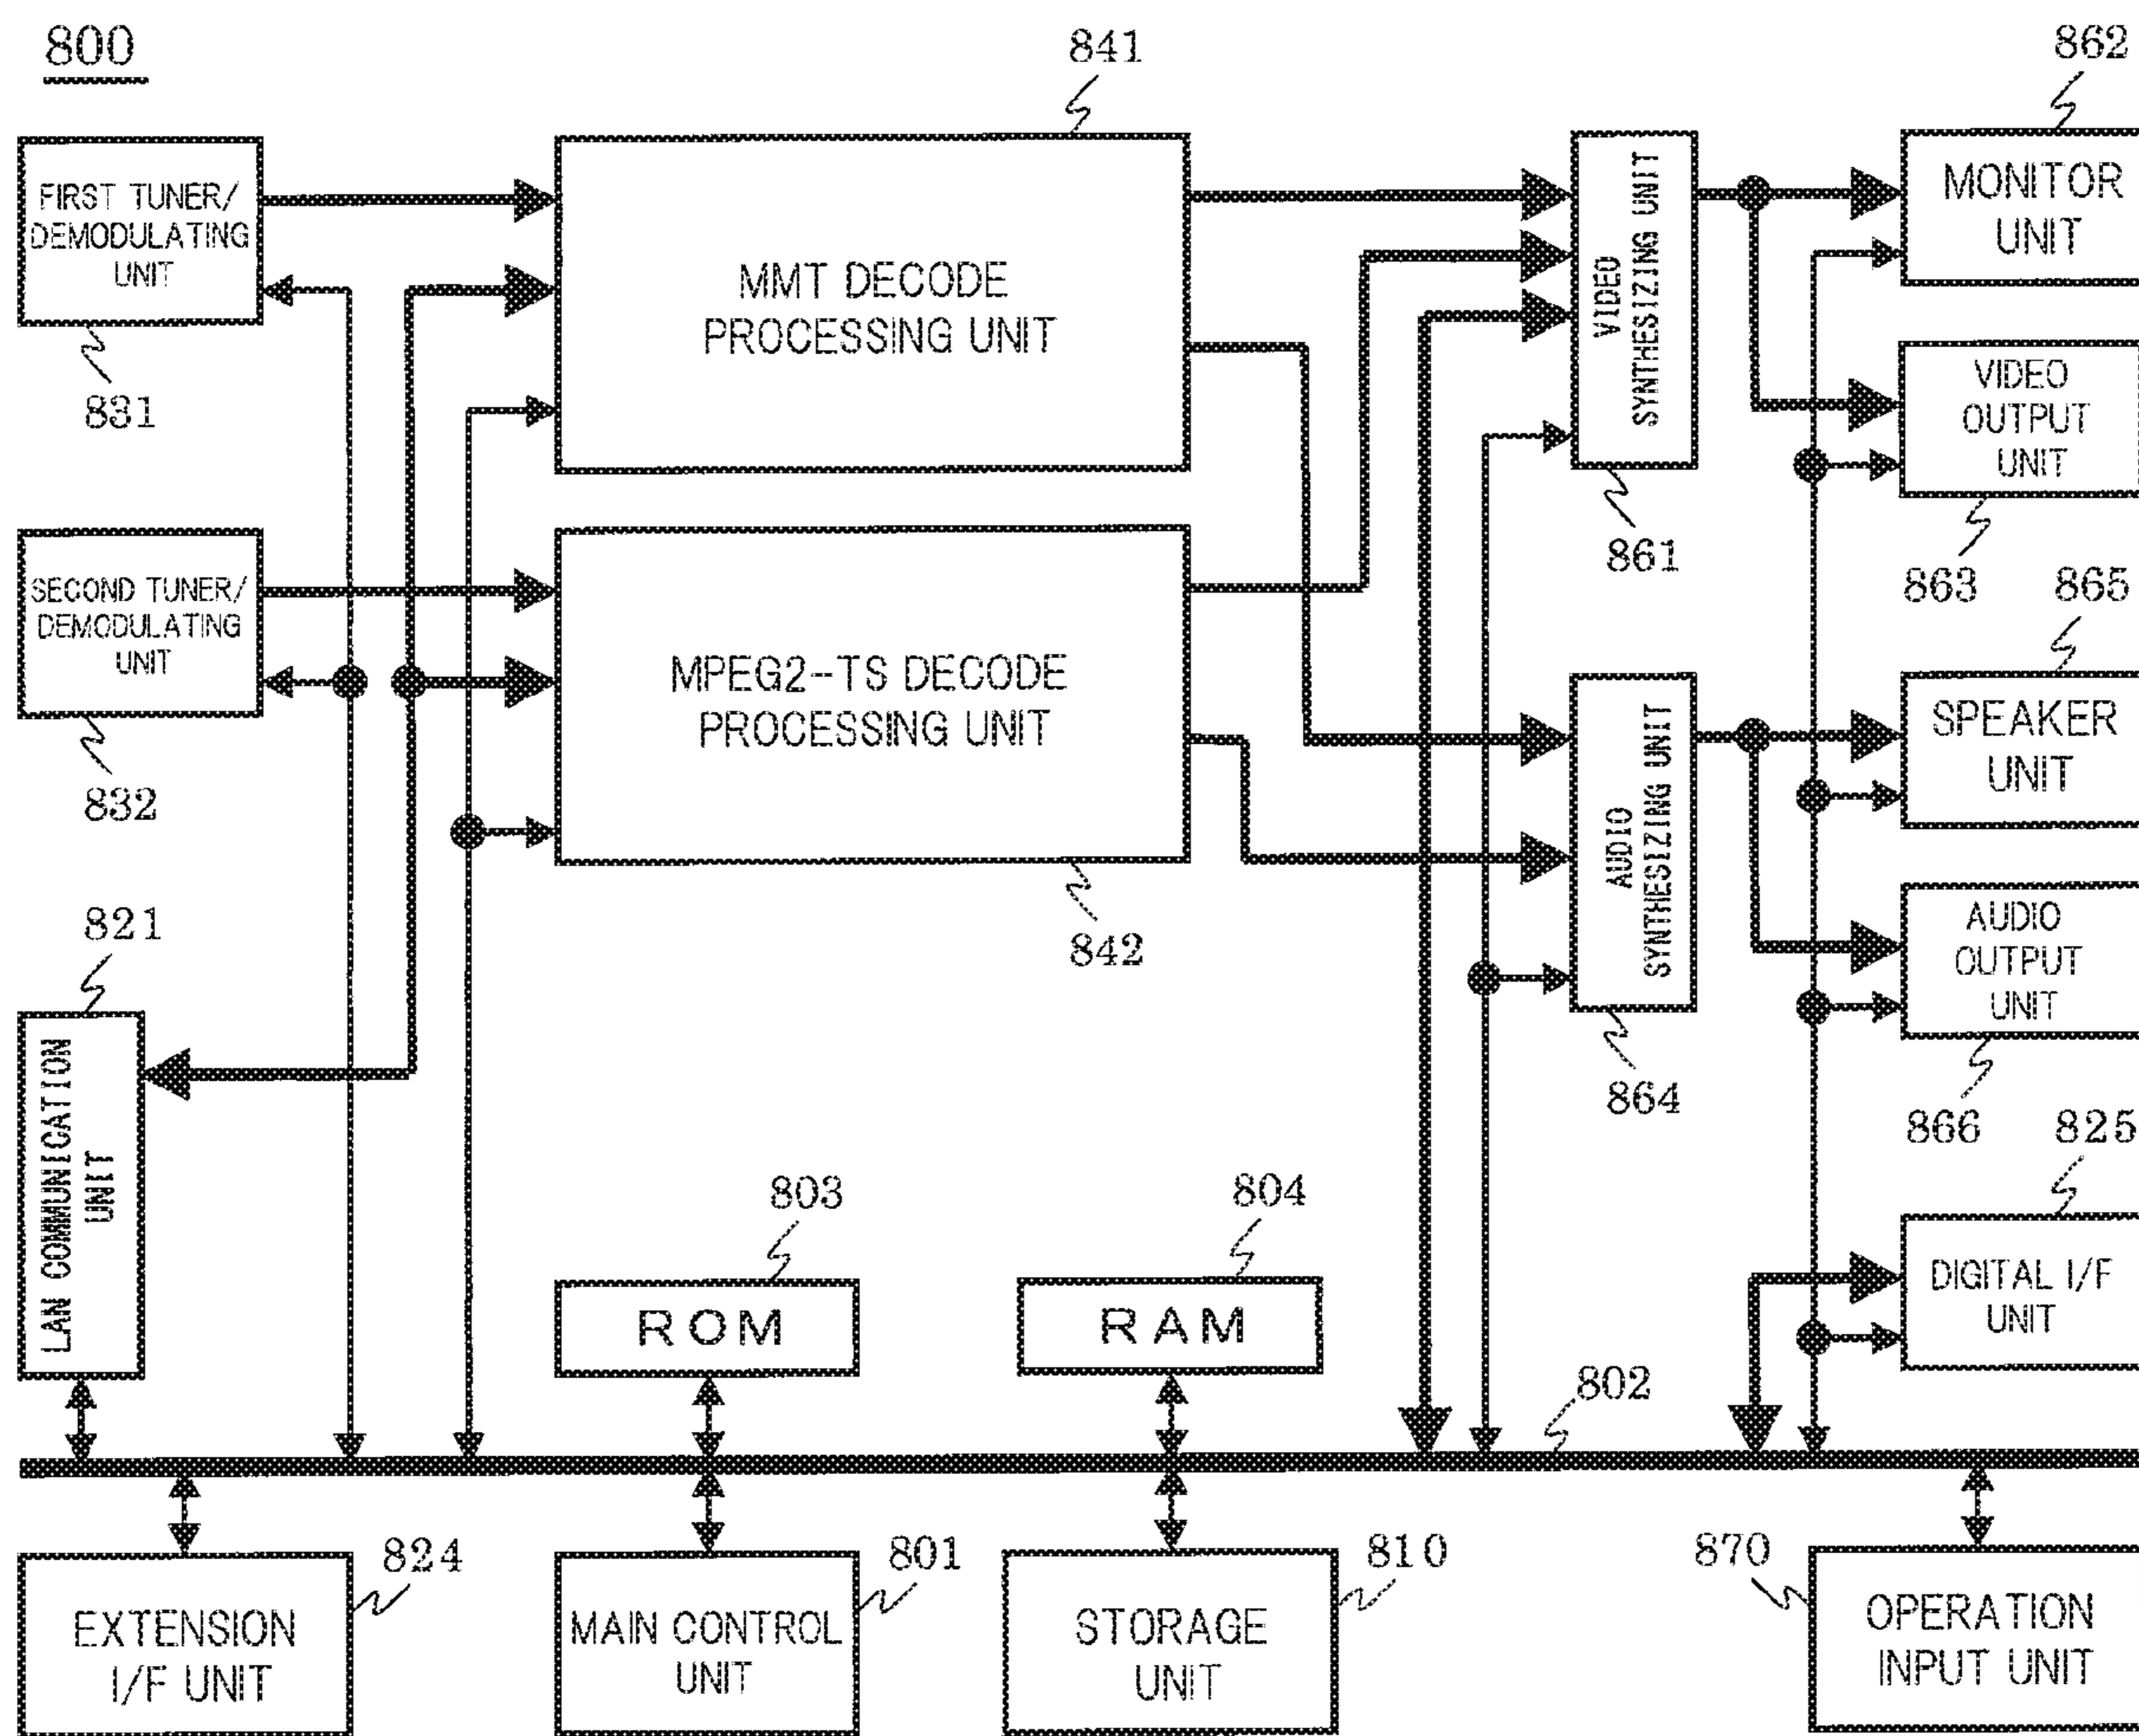 800
841
862
FIRST TUNER/
DEMODULATING
UNIT
831
MMT DECODE
PROCESSING UNIT
VIDEO
SYNTHESIZING UNIT
861
MONITOR
UNIT
VIDEO
OUTPUT
UNIT
863
865
SECOND TUNER/
DEMODULATING
UNIT
832
MPEG2-TS DECODE
PROCESSING UNIT
842
AUDIO
SYNTHESIZING UNIT
864
SPEAKER
UNIT
AUDIO
OUTPUT
UNIT
866
825
821
LAN COMMUNICATION
UNIT
803
ROM
804
RAM
802
DIGITAL I/F
UNIT
824
EXTENSION
I/F UNIT
801
MAIN CONTROL
UNIT
810
STORAGE
UNIT
870
OPERATION
INPUT UNIT